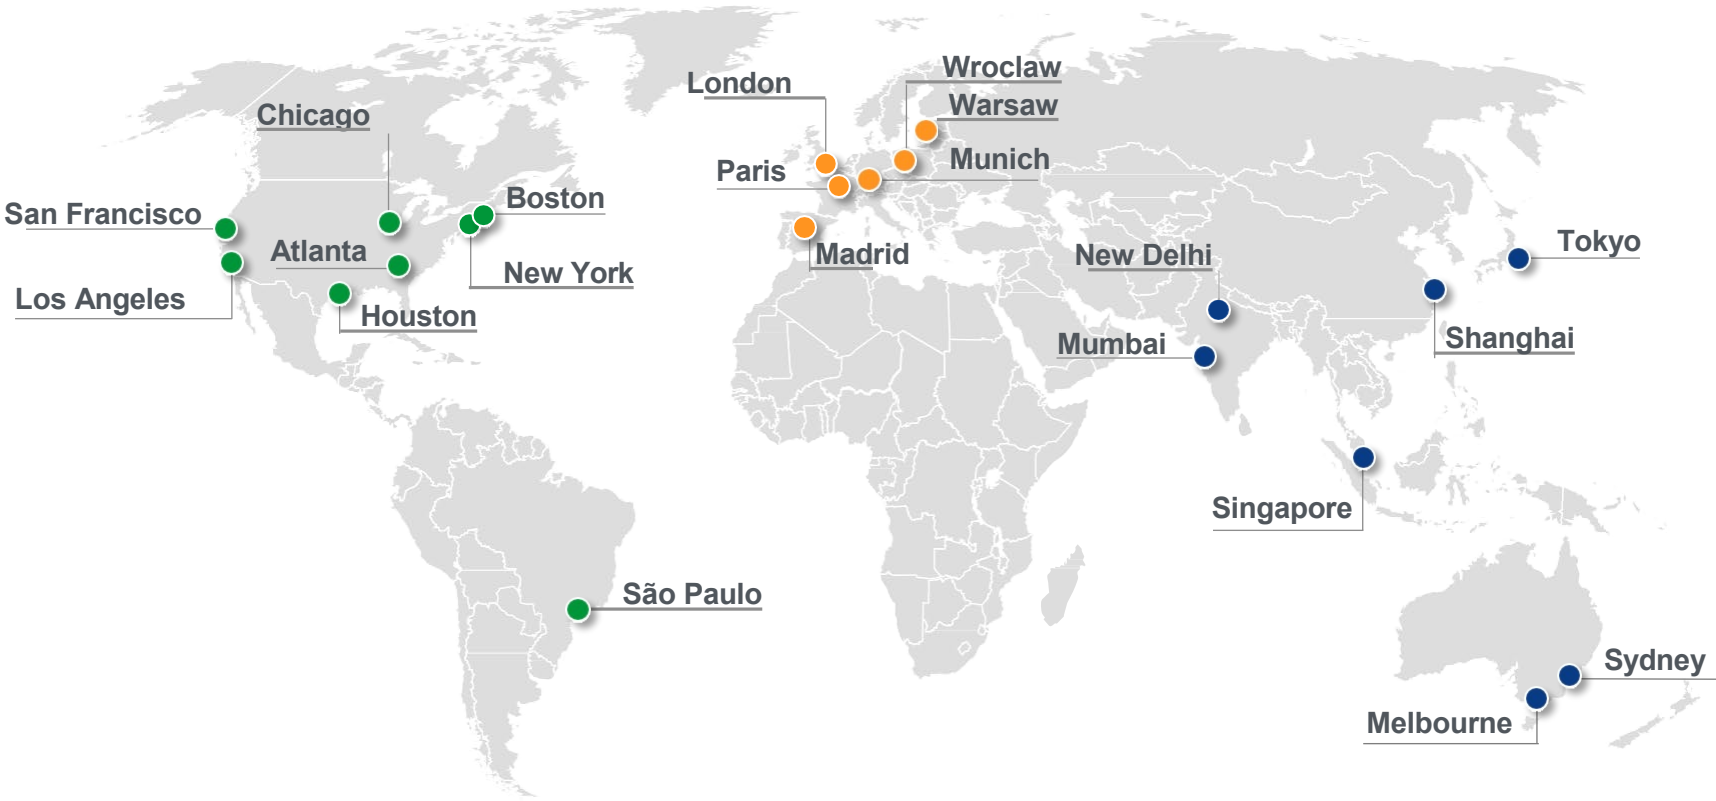 Wroclaw
London
Warsaw
Chicago
Munich
Paris
Boston
San Francisco
Tokyo
Atlanta
Madrid
New Delhi
New York
Los Angeles
Houston
Shanghai
Mumbai
Singapore
São Paulo
Sydney
Melbourne